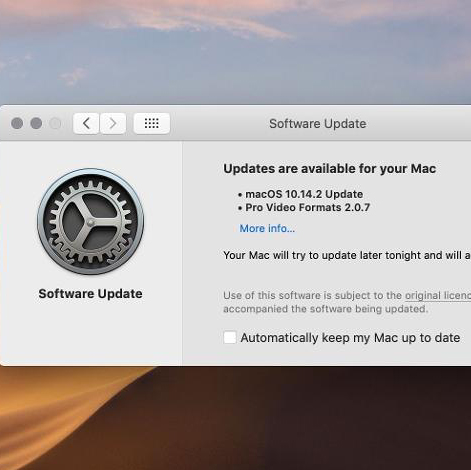 Software Update
Updates are available for your Mac
• macOS 10.14.2 Update
• Pro Video Formats 2.0.7
More info...
Your Mac will try to update later tonight and will a
Software Update
Use of this software is subject to the original licenc
accompanied the software being updated.
Automatically keep my Mac up to date